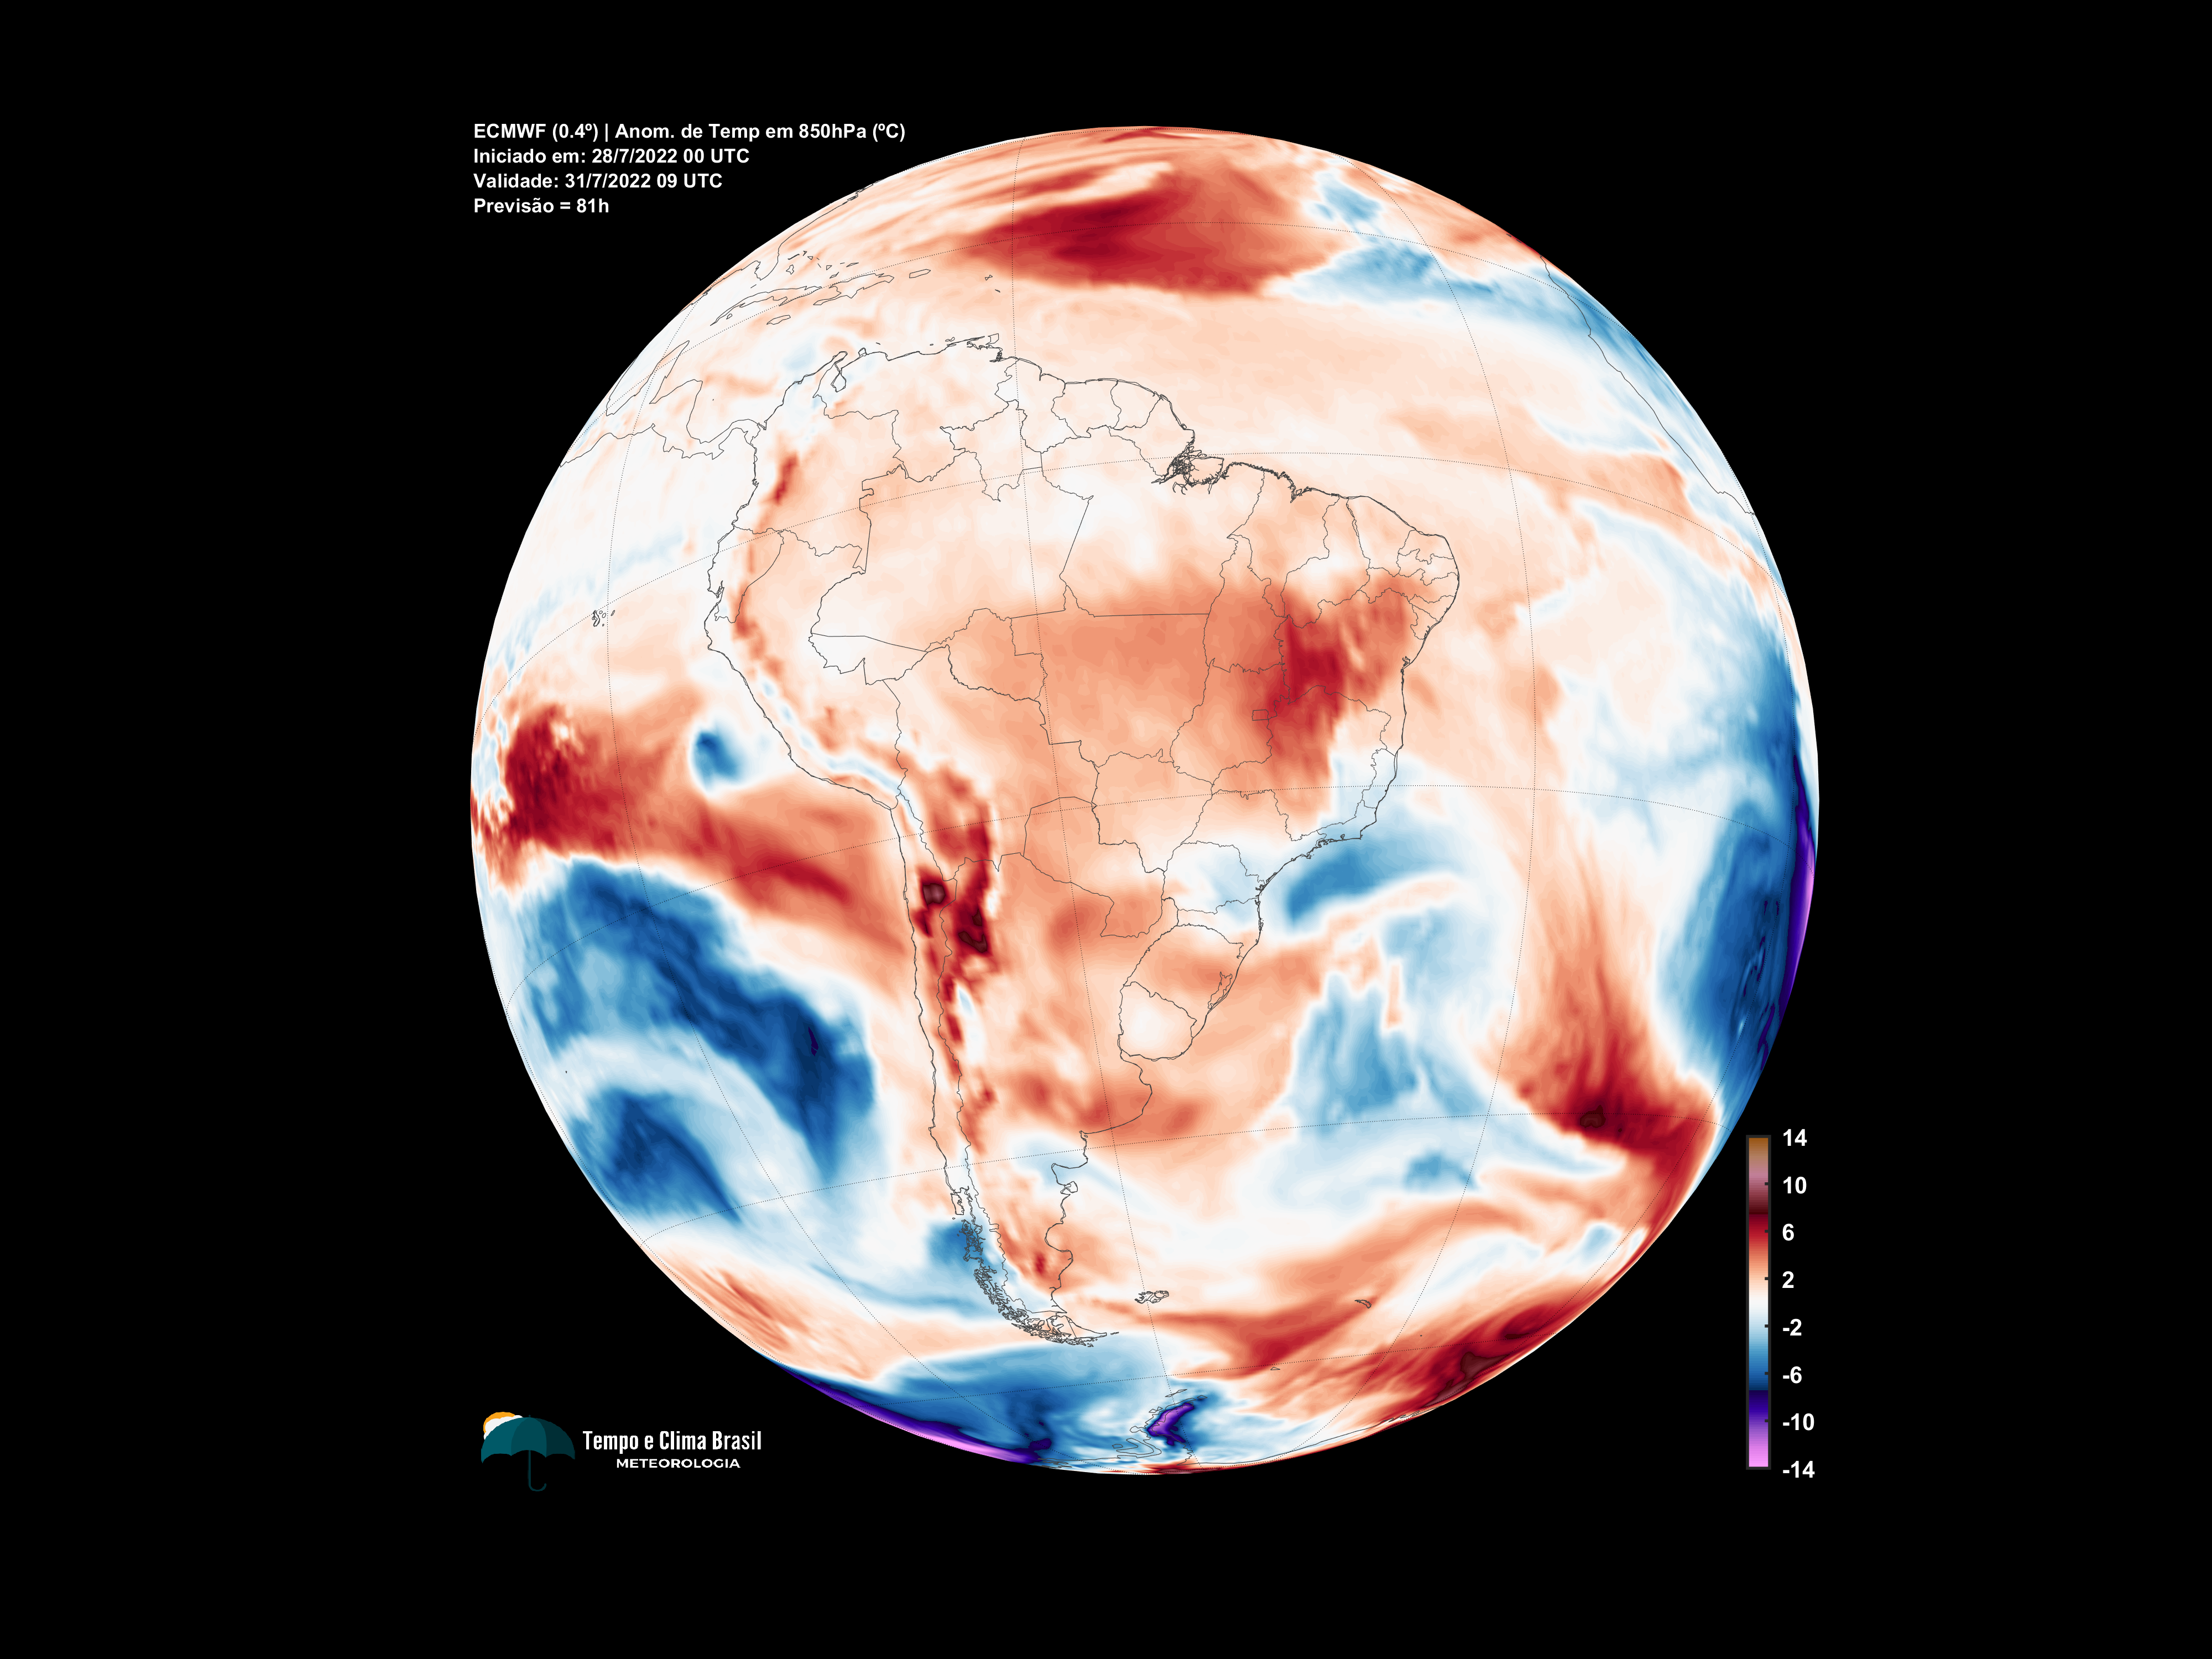 ECMWF (0.4º) | Anom. de Temp em 850hPa (ºC)
Iniciado em: 28/7/2022 00 UTC
Validade: 31/7/2022 09 UTC
Previsão = 81h
14
10
6
2
-2
-6
-10
-14
Tempo e Clima Brasil
METEOROLOGIA